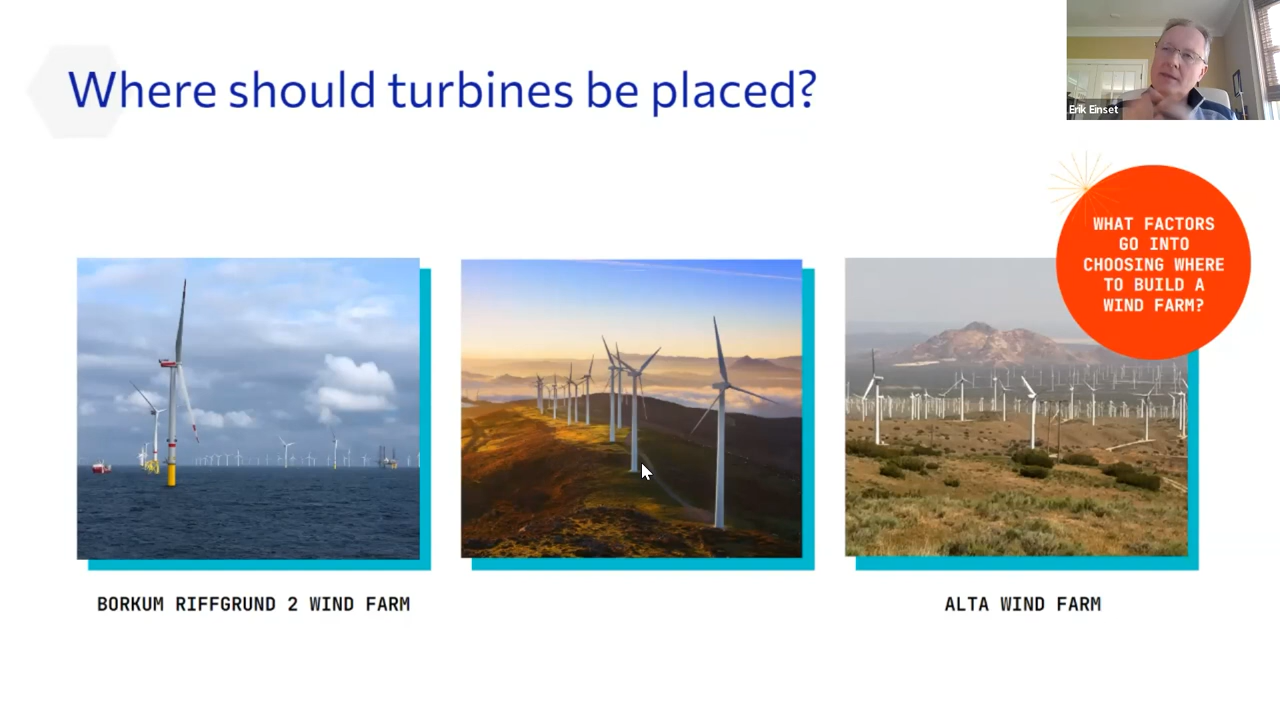 Where should turbines be placed?
Erik Einset
WHAT FACTORS
GO INTO
CHOOSING WHERE
TO BUILD A
WIND FARM?
BORKUM RIFFGRUND 2 WIND FARM
ALTA WIND FARM